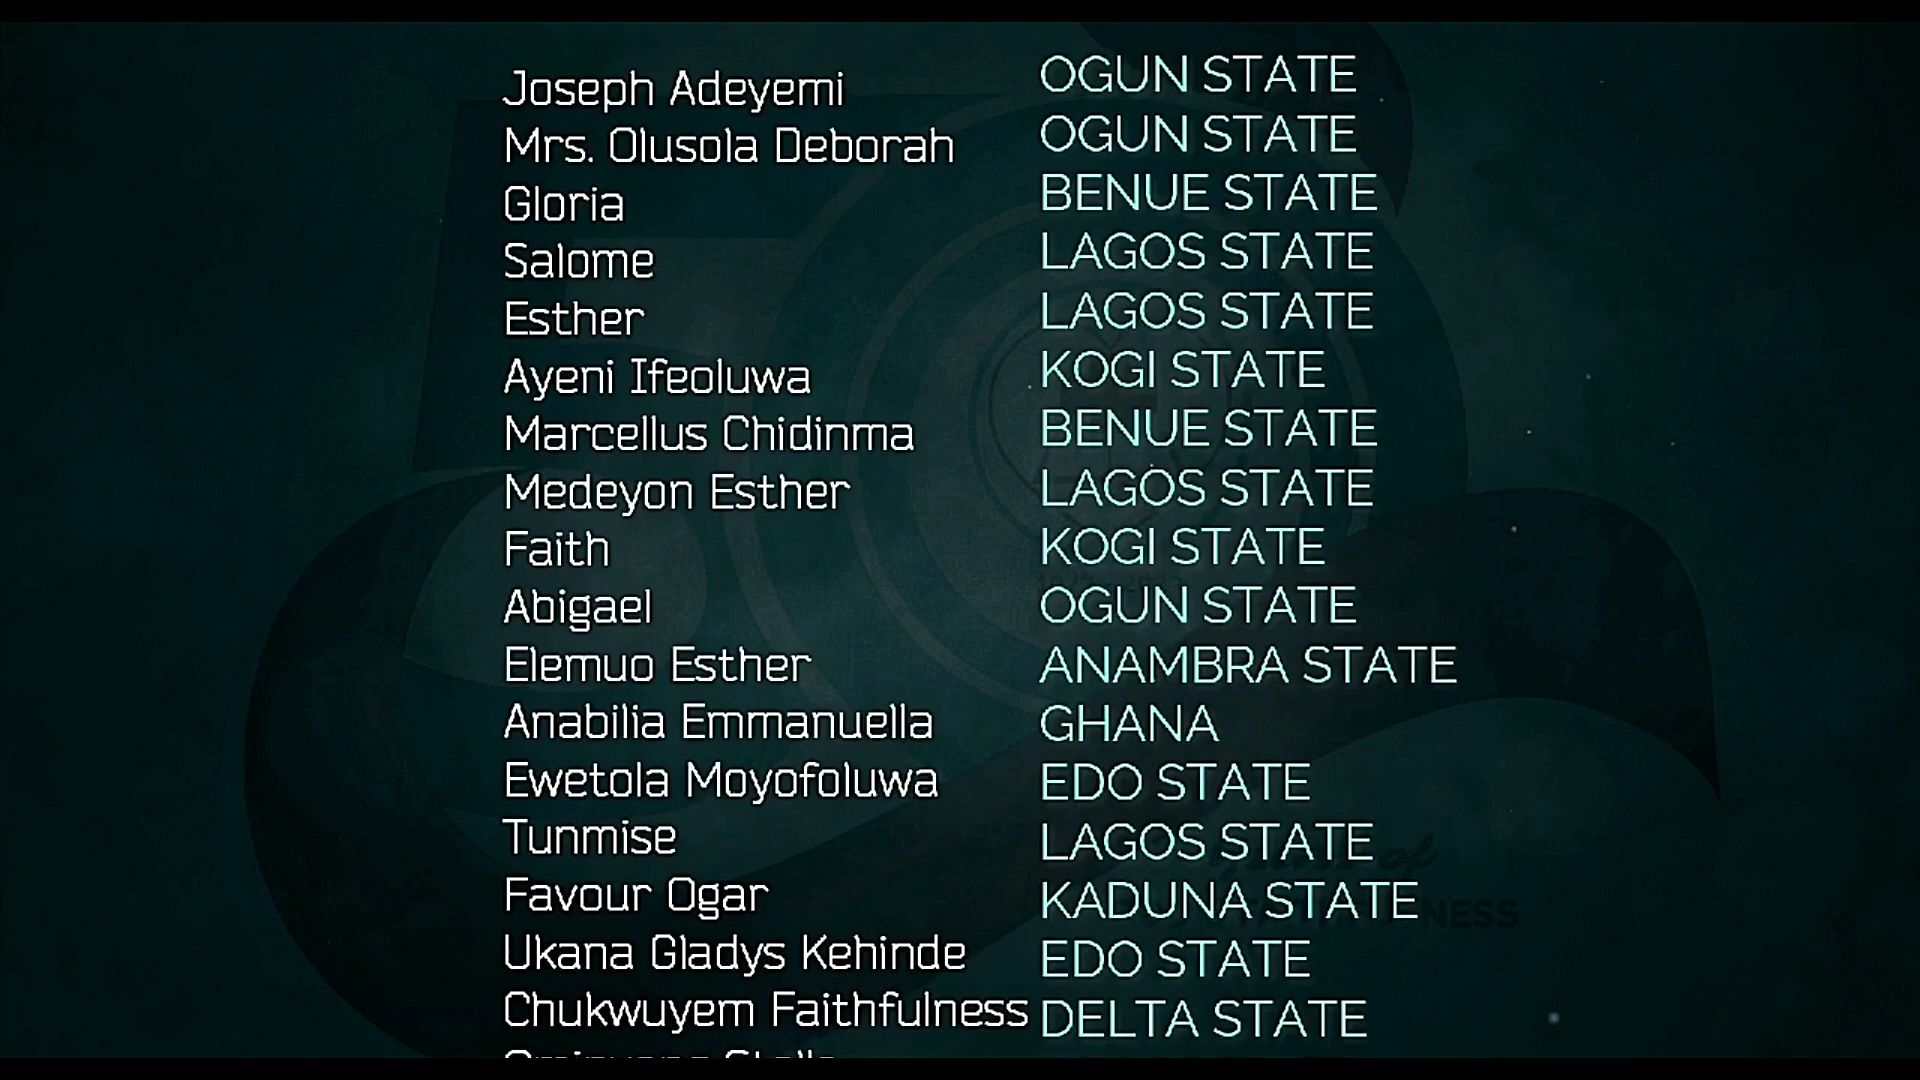 Joseph Adeyemi OGUN STATE
Mrs. Olusola Deborah OGUN STATE
Gloria BENUE STATE
Salome LAGOS STATE
Esther LAGOS STATE
Ayeni Ifeoluwa KOGI STATE
Marcellus Chidinma BENUE STATE
Medeyon Esther LAGOS STATE
Faith KOGI STATE
Abigael OGUN STATE
Elemuo Esther ANAMBRA STATE
Anabilia Emmanuella GHANA
Ewetola Moyofoluwa EDO STATE
Tunmise LAGOS STATE
Favour Ogar KADUNA STATE
Ukana Gladys Kehinde EDO STATE
Chukwuyem Faithfulness DELTA STATE